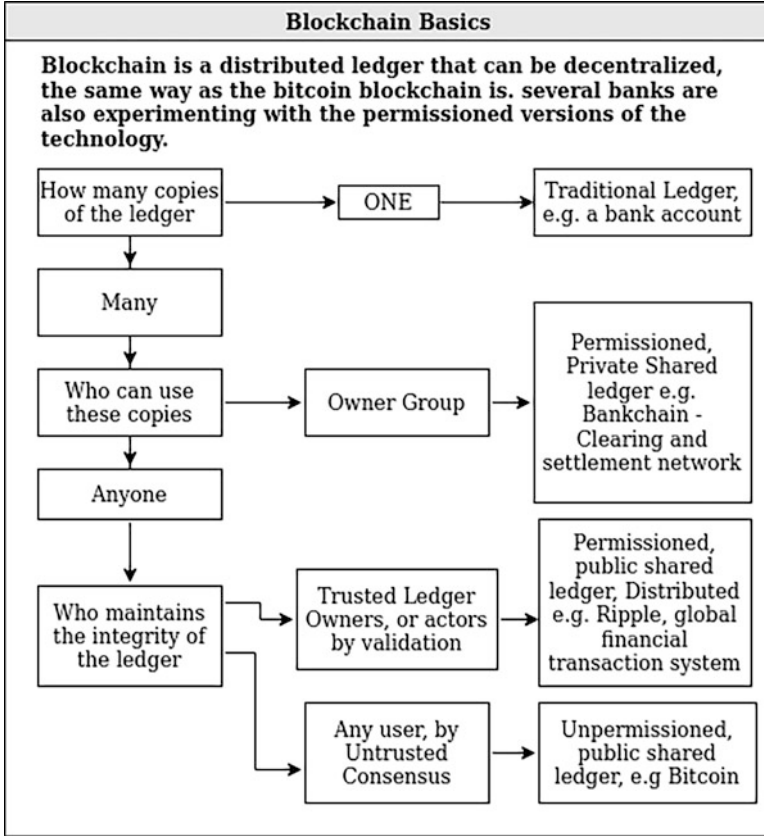 Blockchain Basics
Blockchain is a distributed ledger that can be decentralized,
the same way as the bitcoin blockchain is. several banks are
also experimenting with the permissioned versions of the
technology.
How many copies
of the ledger
ONE
Traditional Ledger,
e.g. a bank account
Many
Who can use
these copies
Owner Group
Permissioned,
Private Shared
ledger e.g.
Bankchain -
Clearing and
settlement network
Anyone
Who maintains
the integrity of
the ledger
Trusted Ledger
Owners, or actors
by validation
Permissioned,
public shared
ledger, Distributed
e.g. Ripple, global
financial
transaction system
Any user, by
Untrusted
Consensus
Unpermissioned,
public shared
ledger, e.g Bitcoin